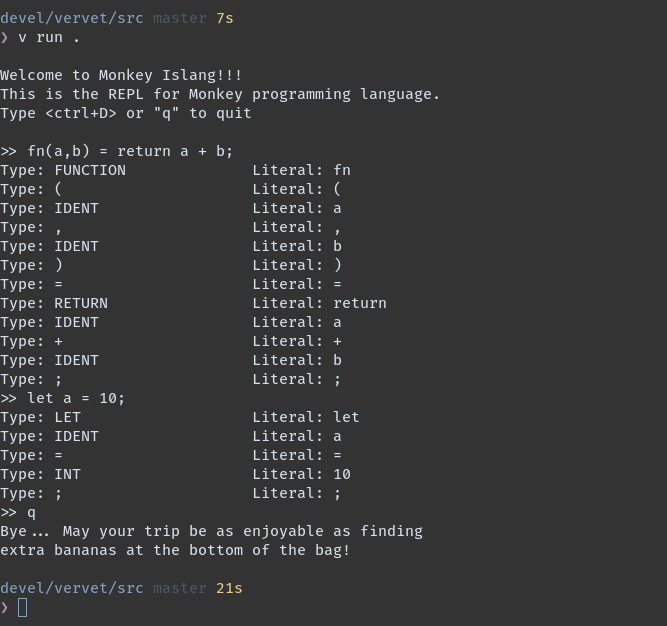 devel/vervet/src master 7s
❯ v run .
Welcome to Monkey Islang!!!
This is the REPL for Monkey programming language.
Type <ctrl+D> or "q" to quit
>> fn(a,b) = return a + b;
Type: FUNCTION Literal: fn
Type: ( Literal: (
Type: IDENT Literal: a
Type: , Literal: ,
Type: IDENT Literal: b
Type: ) Literal: )
Type: = Literal: =
Type: RETURN Literal: return
Type: IDENT Literal: a
Type: + Literal: +
Type: IDENT Literal: b
Type: ; Literal: ;
>> let a = 10;
Type: LET Literal: let
Type: IDENT Literal: a
Type: = Literal: =
Type: INT Literal: 10
Type: ; Literal: ;
>> q
Bye... May your trip be as enjoyable as finding
extra bananas at the bottom of the bag!
devel/vervet/src master 21s
❯